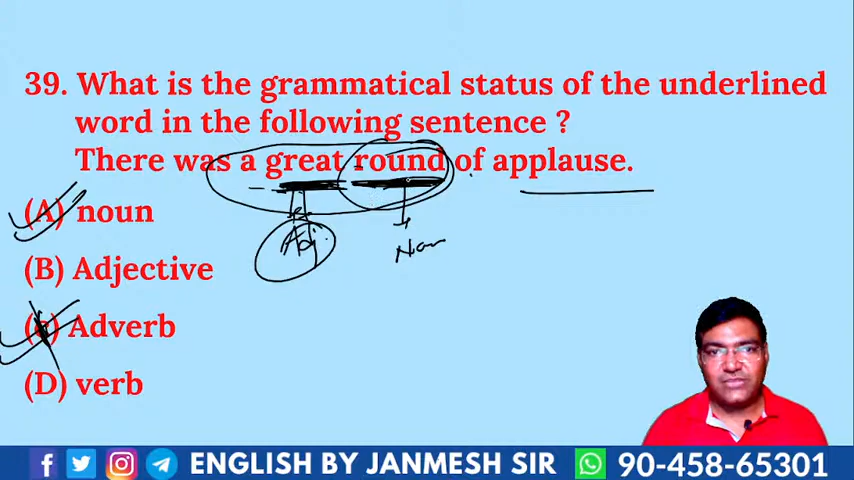 39. What is the grammatical status of the underlined
word in the following sentence ?
There was a great round of applause.
Adj.
Noun
(A) noun
(B) Adjective
(c) Adverb
(D) verb
ENGLISH BY JANMESH SIR 90-458-65301